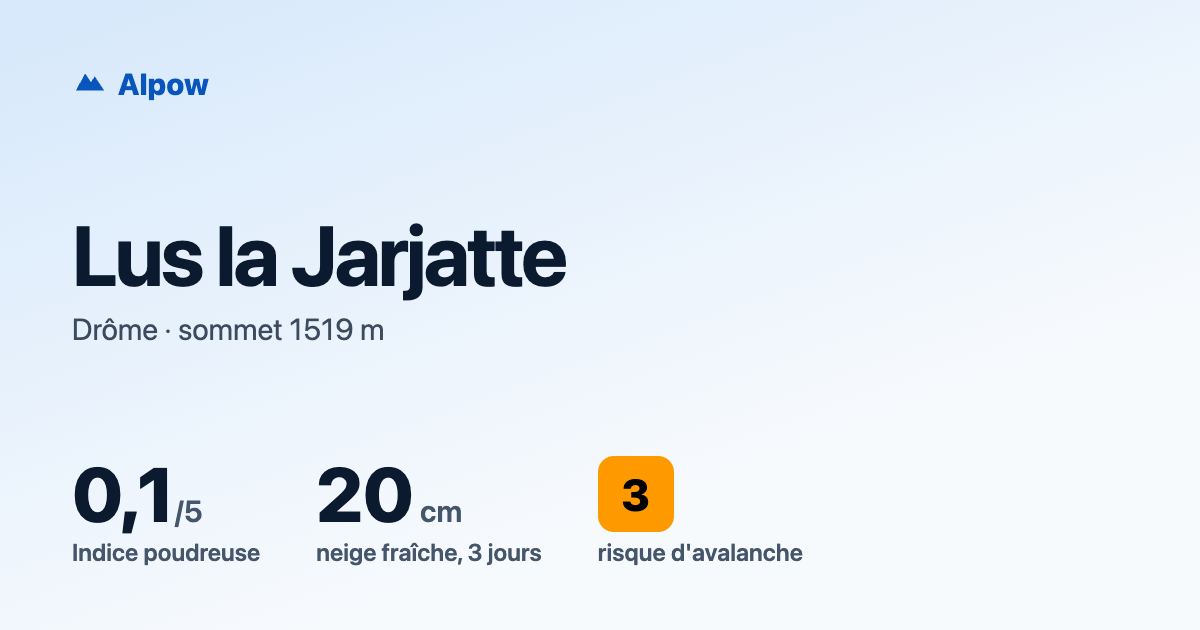 Alpow
Lus la Jarjatte
Drôme · sommet 1519 m
0,1/5
Indice poudreuse
20 cm
neige fraîche, 3 jours
3
risque d'avalanche